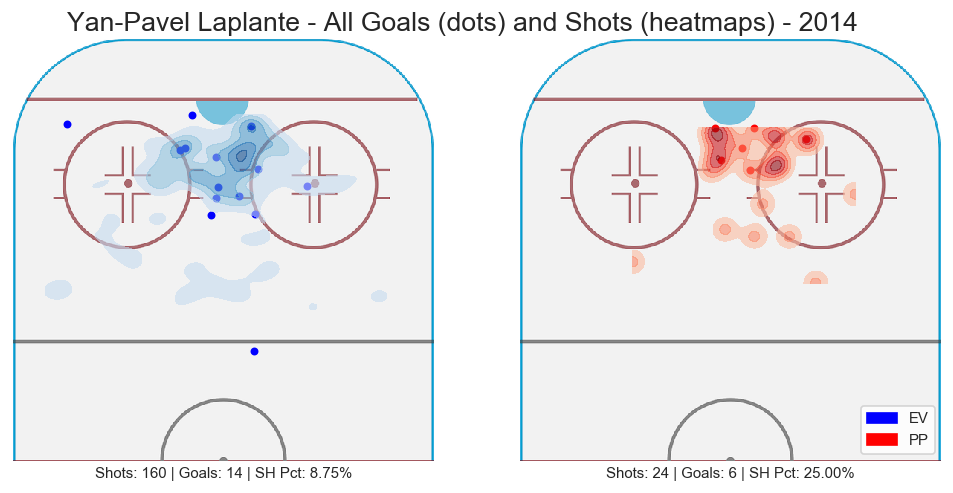 Yan-Pavel Laplante - All Goals (dots) and Shots (heatmaps) - 2014
EV
PP
Shots: 160 | Goals: 14 | SH Pct: 8.75%
Shots: 24 | Goals: 6 | SH Pct: 25.00%